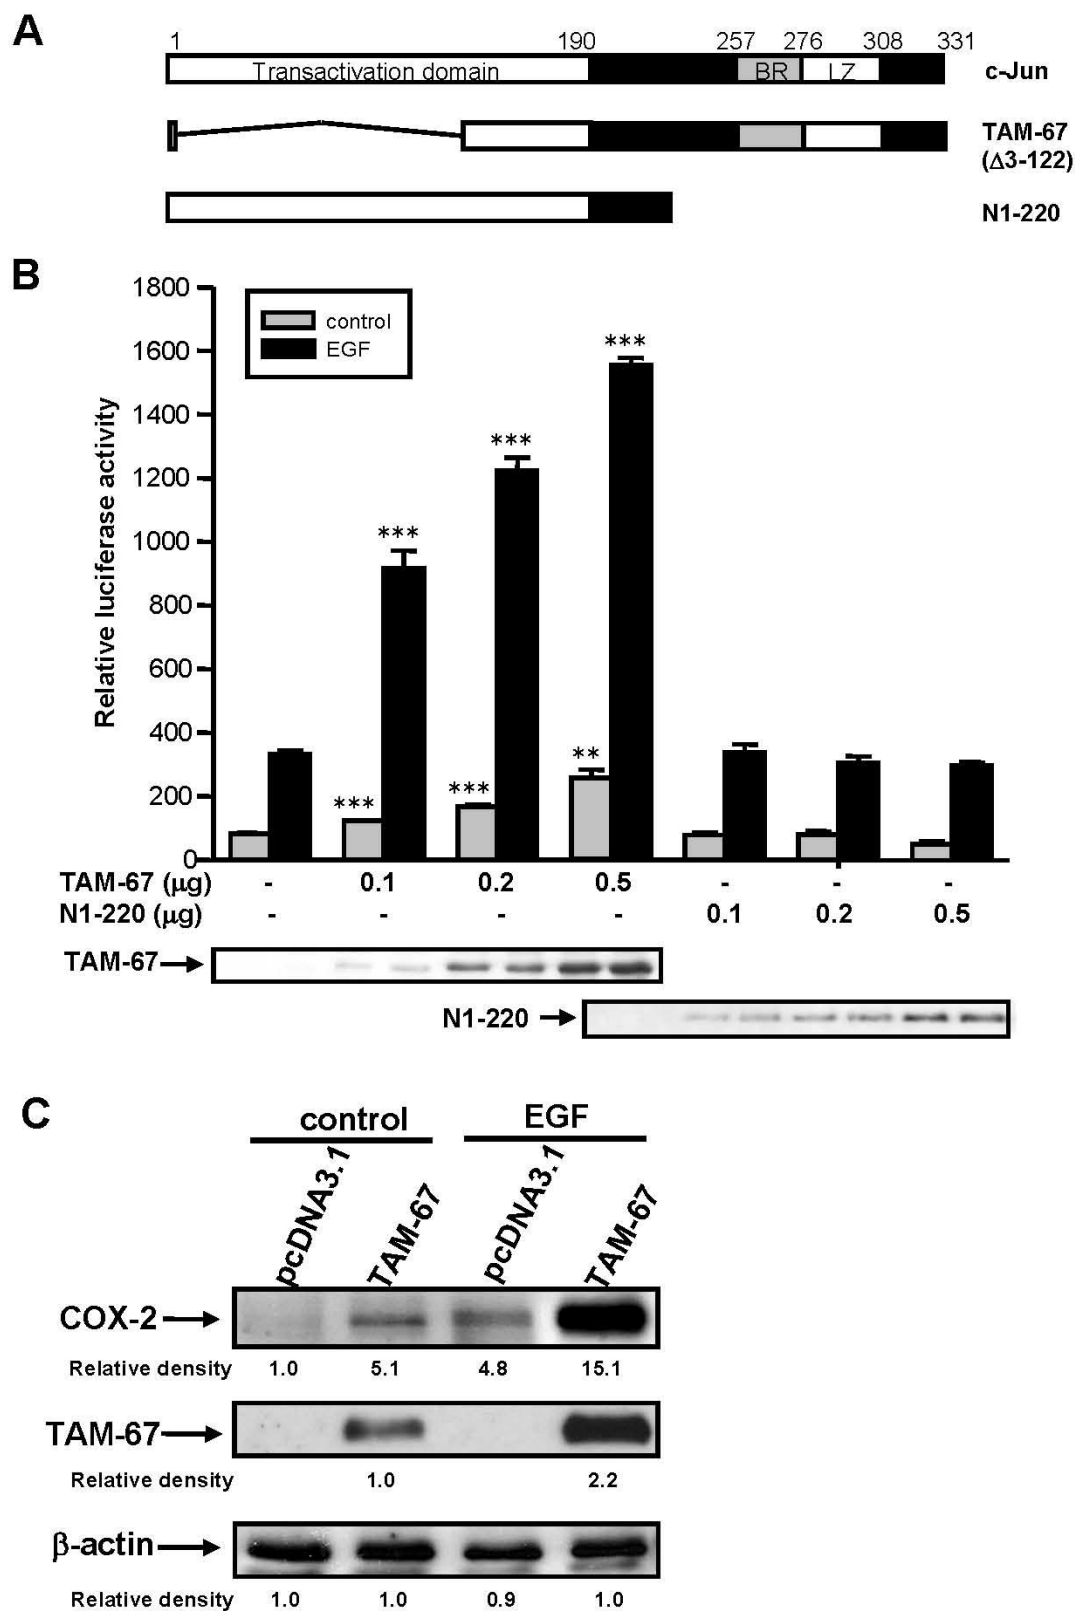 A
1 190 257 276 308 331
Transactivation domain BR LZ c-Jun
TAM-67
(Δ3-122)
N1-220
B
1800
control
EGF
1600
1400
1200
1000
800
600
400
200
0
Relative luciferase activity
***
***
***
***
***
**
TAM-67 (μg) - 0.1 0.2 0.5 - - -
N1-220 (μg) - - - - 0.1 0.2 0.5
TAM-67
N1-220
C
control EGF
pcDNA3.1 TAM-67 pcDNA3.1 TAM-67
COX-2
Relative density 1.0 5.1 4.8 15.1
TAM-67
Relative density 1.0 2.2
β-actin
Relative density 1.0 1.0 0.9 1.0